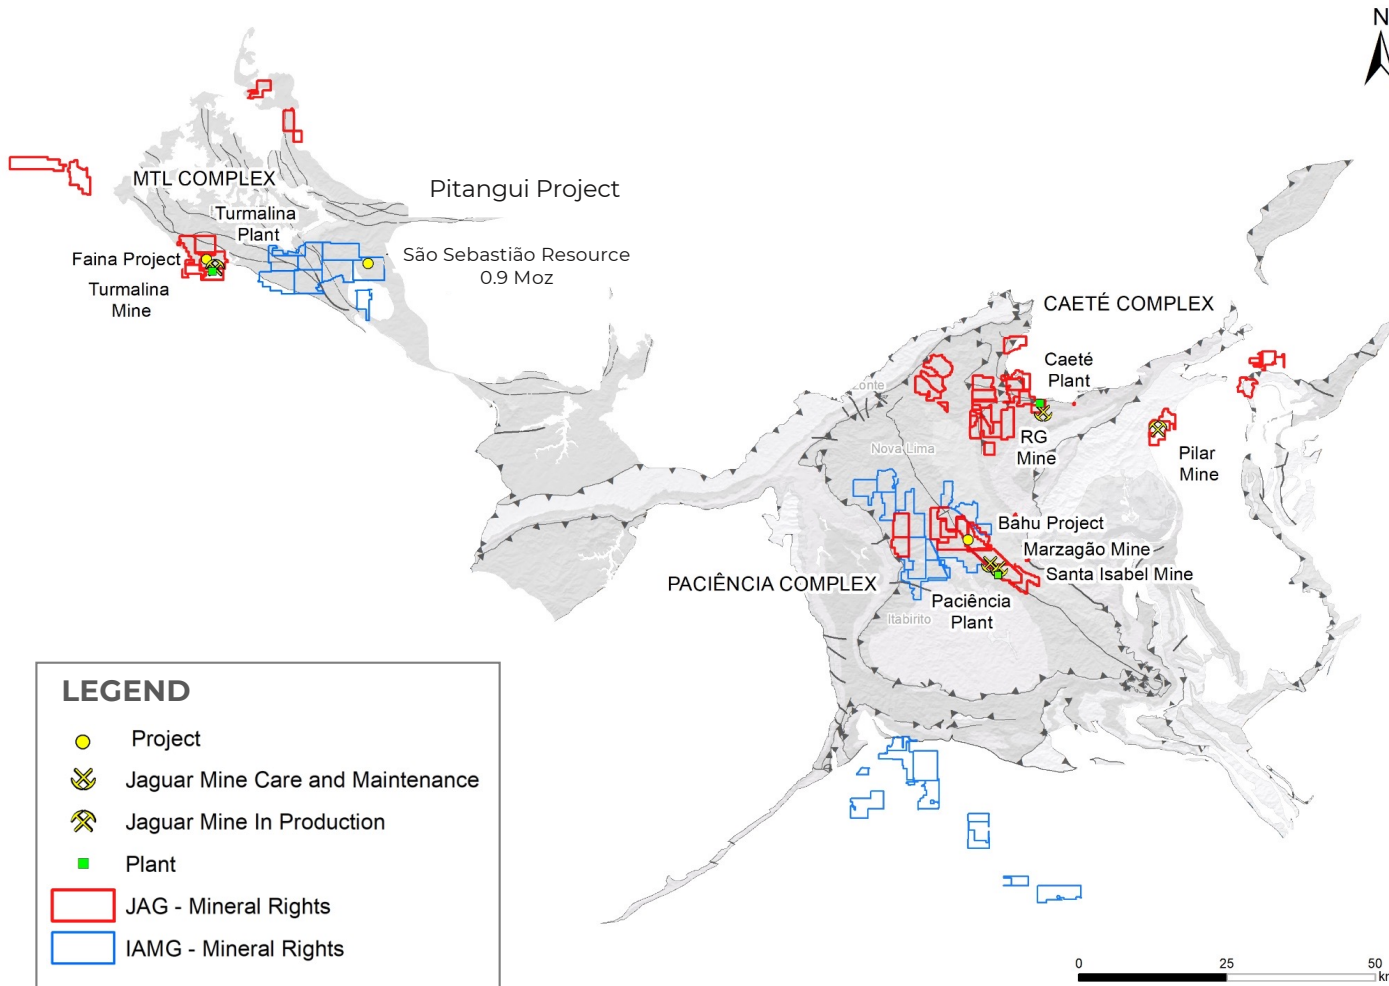 N
MTL COMPLEX
Pitangui Project
Turmalina
Plant
Faina Project
São Sebastião Resource
0.9 Moz
Turmalina
Mine
CAETÉ COMPLEX
Caeté
Plant
onte
RG
Mine
Nova Lima
Pilar
Mine
Bahu Project
Marzagão Mine
Santa Isabel Mine
PACIÊNCIA COMPLEX
Paciência
Plant
Itabirito
LEGEND
Project
Jaguar Mine Care and Maintenance
Jaguar Mine In Production
Plant
JAG - Mineral Rights
IAMG - Mineral Rights
0 25 50
km